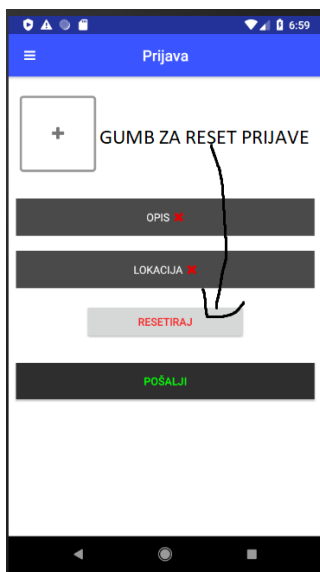 6:59
Prijava
GUMB ZA RESET PRIJAVE
OPIS
LOKACIJA
RESETIRAJ
POŠALJI